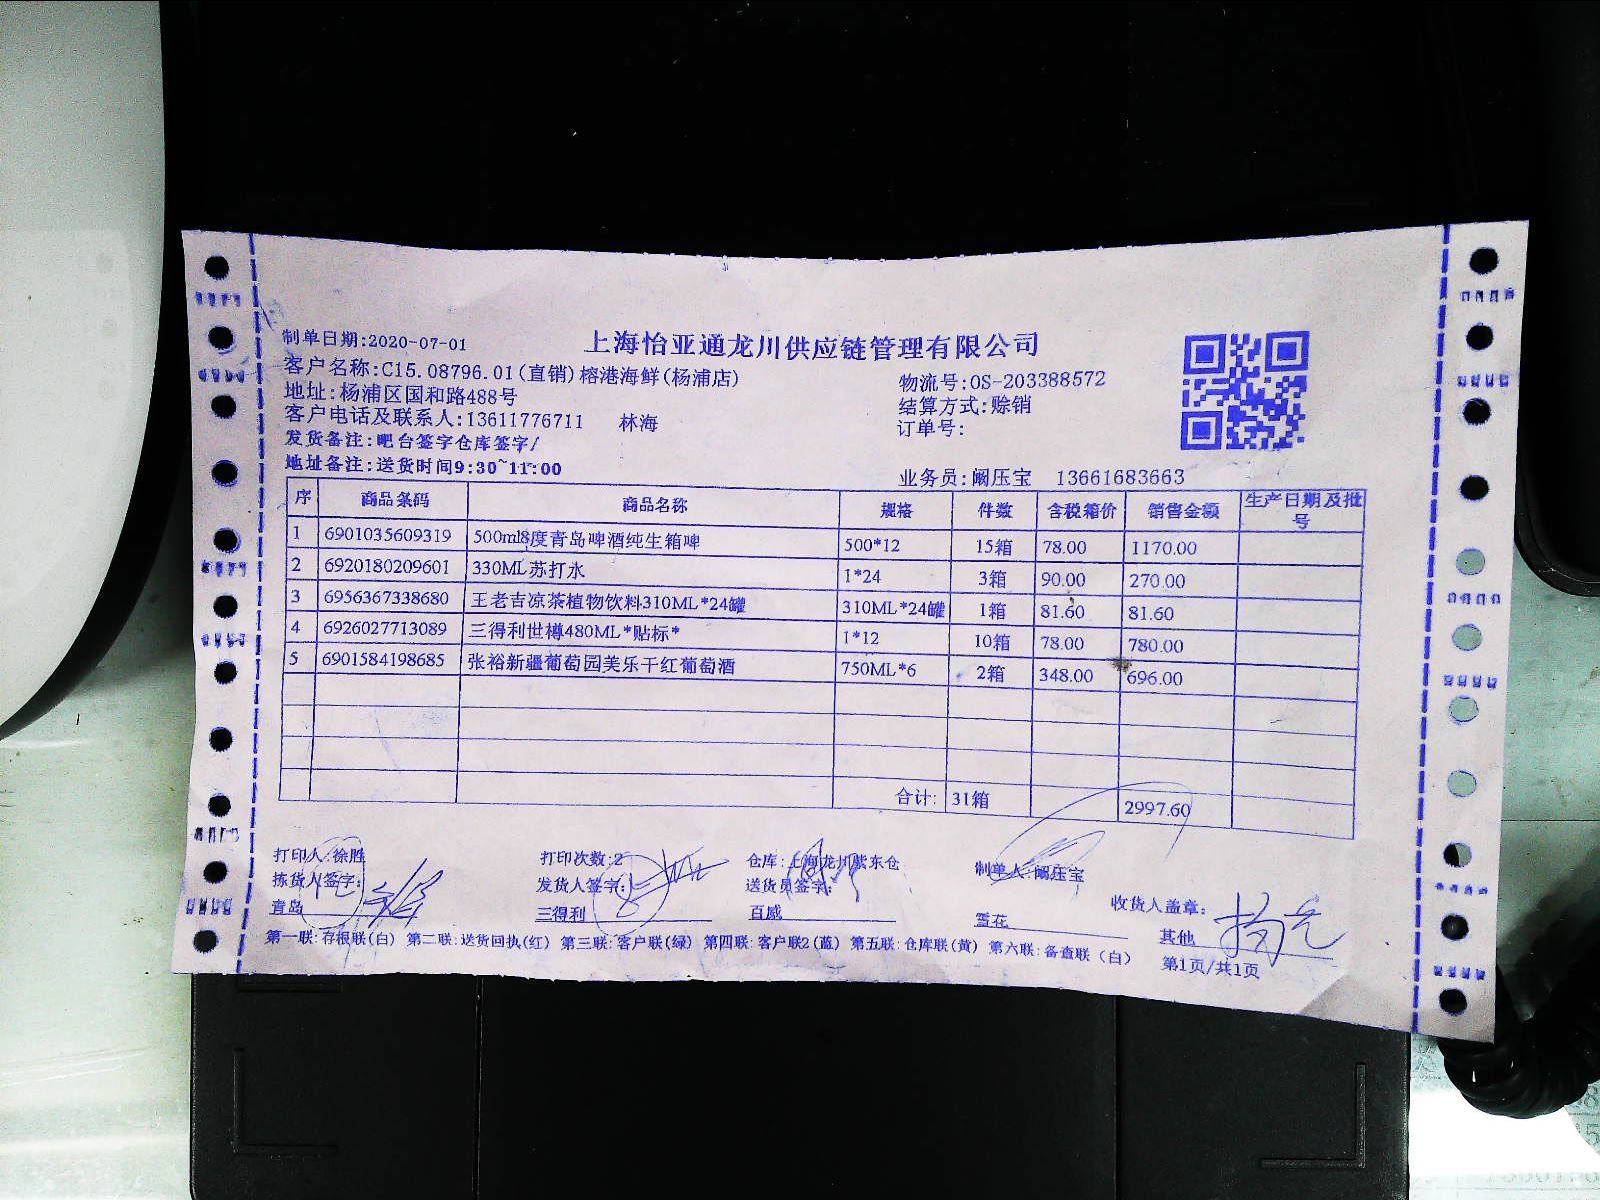 上海怡亚通龙川供应链管理有限公司
制单日期:2020-07-01
客户名称:C15.08796.01(直销)榕港海鲜(杨浦店)
物流号:OS-203388572
地址:杨浦区国和路488号
结算方式:赊销
客户电话及联系人:13611776711 林海
订单号:
发货备注:吧台签字仓库签字/
地址备注:送货时间9:30~11:00
业务员:阚压宝 13661683663
序 商品条码 商品名称 规格 件数 含税箱价 销售金额 生产日期及批号
1 6901035609319 500ml8度青岛啤酒纯生箱啤 500*12 15箱 78.00 1170.00
2 6920180209601 330ML苏打水 1*24 3箱 90.00 270.00
3 6956367338680 王老吉凉茶植物饮料310ML*24罐 310ML*24罐 1箱 81.60 81.60
4 6926027713089 三得利世樽480ML*贴标* 1*12 10箱 78.00 780.00
5 6901584198685 张裕新疆葡萄园美乐干红葡萄酒 750ML*6 2箱 348.00 696.00
合计: 31箱 2997.60
打印人:徐胜 打印次数:2 仓库:上海龙川紫东仓 制单人:阚压宝
拣货人签字: 发货人签字: 送货员签字: 收货人盖章:
青岛 三得利 百威 雪花 其他
第一联:存根联(白) 第二联:送货回执(红) 第三联:客户联(绿) 第四联:客户联2(蓝) 第五联:仓库联(黄) 第六联:备查联(白)
第1页/共1页